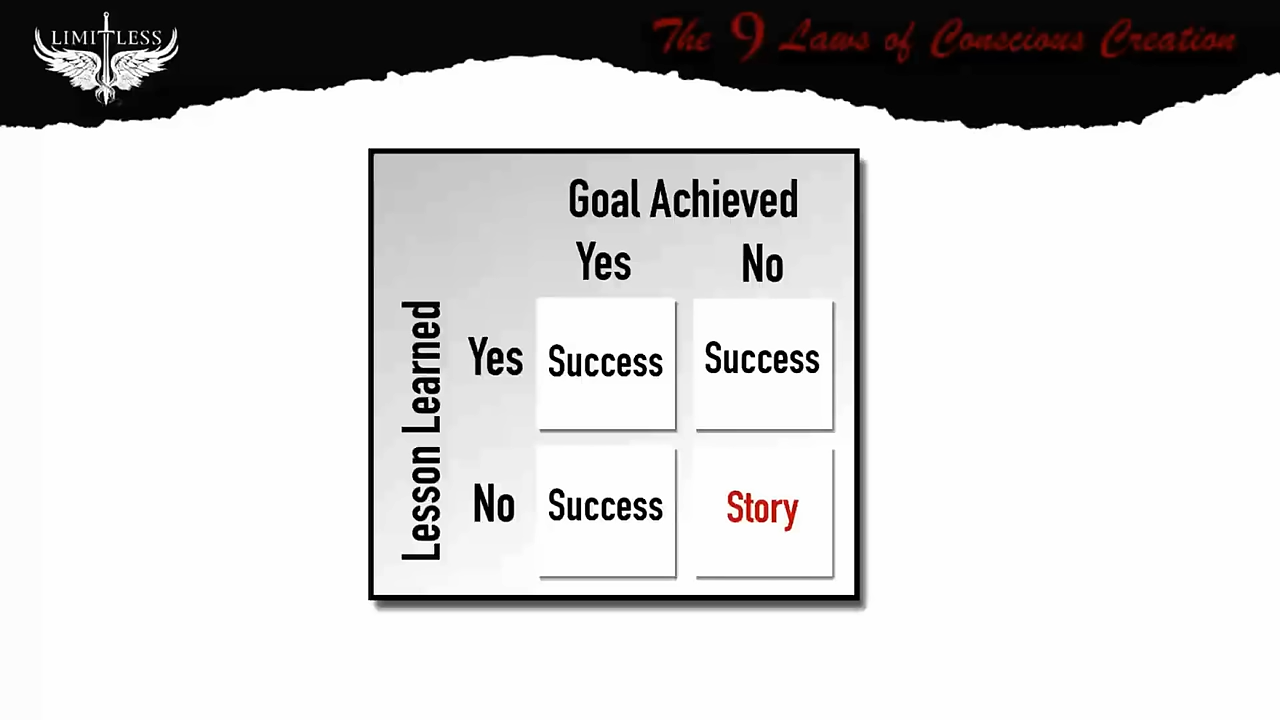 LIMITLESS
The 9 Laws of Conscious Creation
Goal Achieved
Yes No
Lesson Learned
Yes Success Success
No Success Story